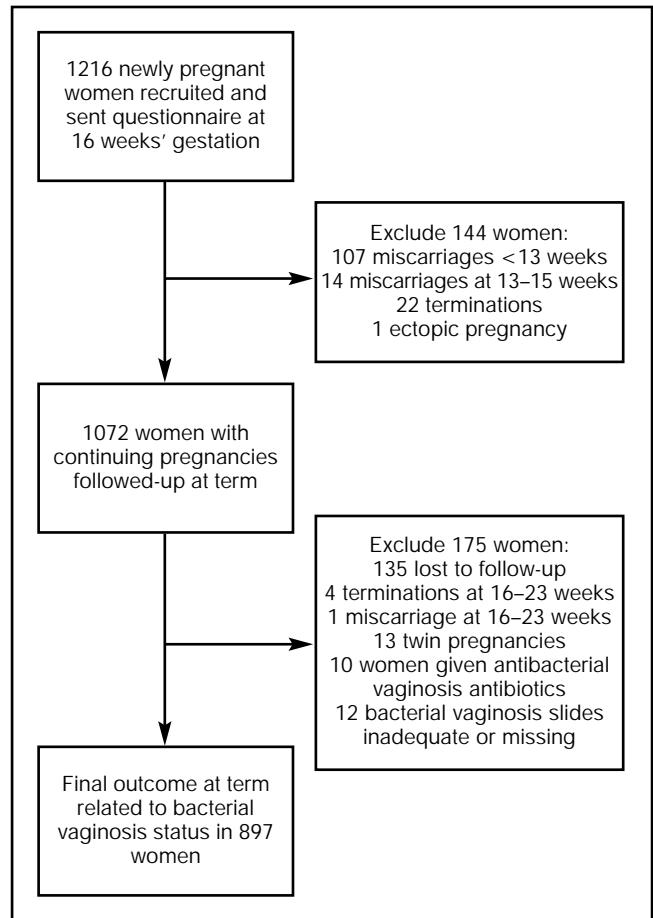 1216 newly pregnant
women recruited and
sent questionnaire at
16 weeks’ gestation
Exclude 144 women:
107 miscarriages <13 weeks
14 miscarriages at 13–15 weeks
22 terminations
1 ectopic pregnancy
1072 women with
continuing pregnancies
followed-up at term
Exclude 175 women:
135 lost to follow-up
4 terminations at 16–23 weeks
1 miscarriage at 16–23 weeks
13 twin pregnancies
10 women given antibacterial
vaginosis antibiotics
12 bacterial vaginosis slides
inadequate or missing
Final outcome at term
related to bacterial
vaginosis status in 897
women